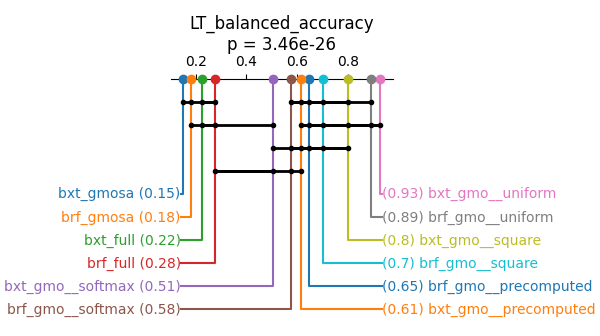 LT_balanced_accuracy
p = 3.46e-26
0.2 0.4 0.6 0.8
bxt_gmosa (0.15)
(0.93) bxt_gmo__uniform
brf_gmosa (0.18)
(0.89) brf_gmo__uniform
bxt_full (0.22)
(0.8) bxt_gmo__square
brf_full (0.28)
(0.7) brf_gmo__square
bxt_gmo__softmax (0.51)
(0.65) brf_gmo__precomputed
brf_gmo__softmax (0.58)
(0.61) bxt_gmo__precomputed